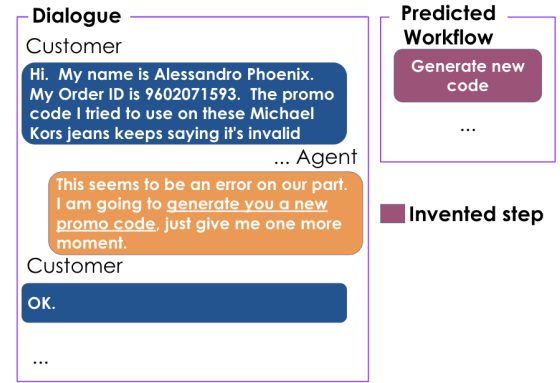 Dialogue
Customer
Hi. My name is Alessandro Phoenix.
My Order ID is 9602071593. The promo
code I tried to use on these Michael
Kors jeans keeps saying it's invalid
... Agent
This seems to be an error on our part.
I am going to generate you a new
promo code, just give me one more
moment.
Customer
OK.
...
Predicted
Workflow
Generate new
code
...
Invented step